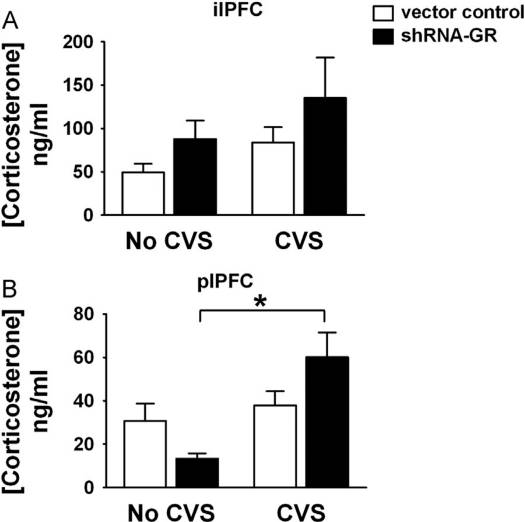 A
ilPFC
vector control
shRNA-GR
[Corticosterone]
ng/ml
200
150
100
50
0
No CVS
CVS
B
plPFC
*
[Corticosterone]
ng/ml
80
60
40
20
0
No CVS
CVS